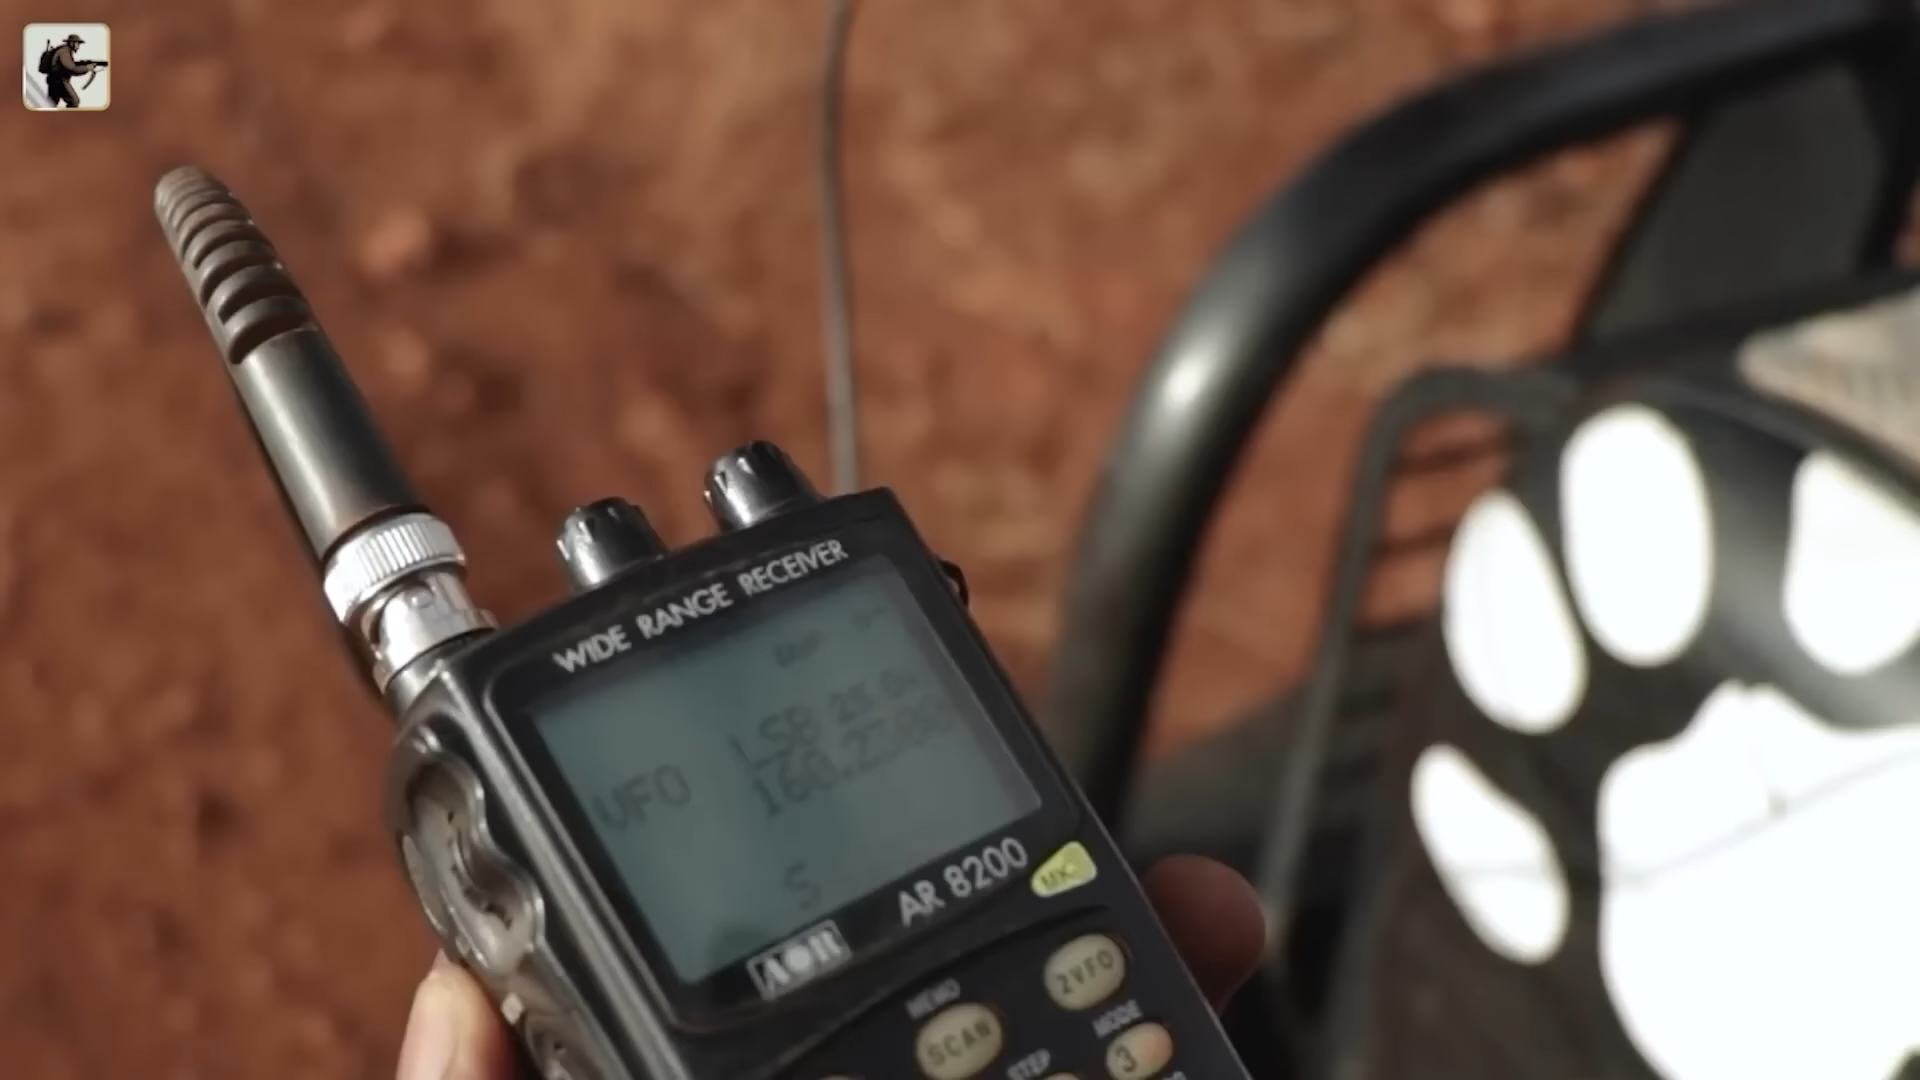 WIDE RANGE RECEIVER
LSB
VFO
S
AR 8200
AOR
2VFO
MEMO
SCAN
MODE
3
STEP